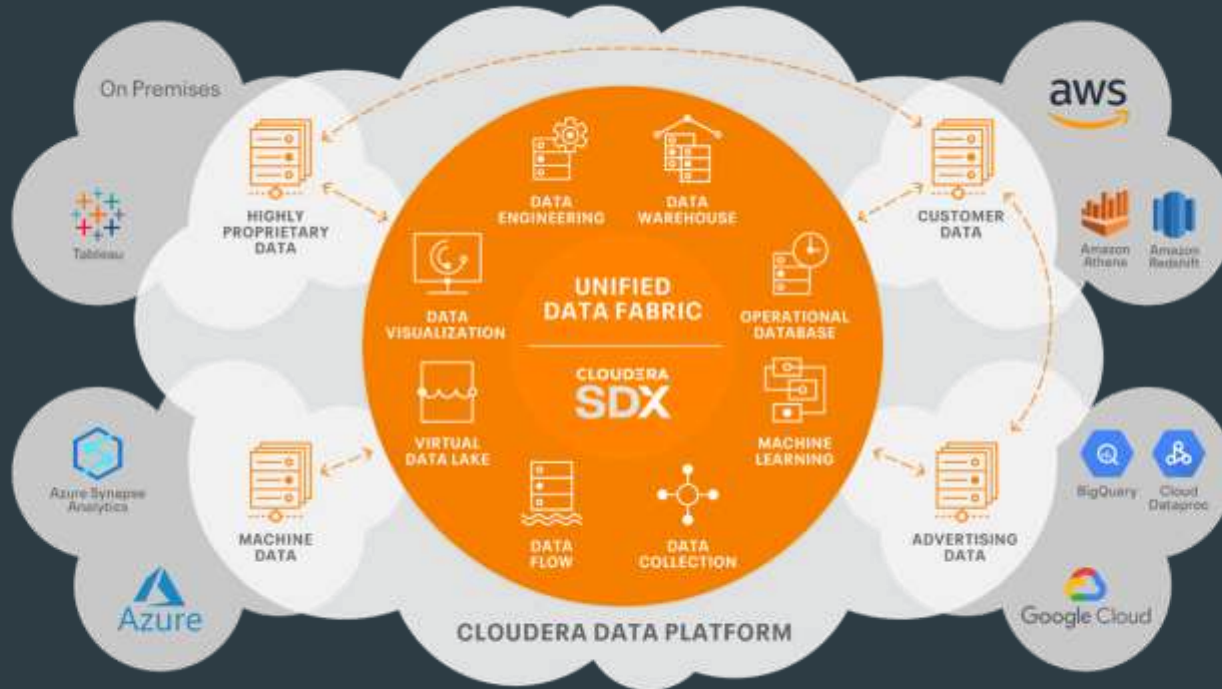 On Premises
Tableau
HIGHLY
PROPRIETARY
DATA
DATA
ENGINEERING
DATA
WAREHOUSE
CUSTOMER
DATA
aws
Amazon
Athena
Amazon
Redshift
DATA
VISUALIZATION
UNIFIED
DATA FABRIC
OPERATIONAL
DATABASE
CLOUDERA
SDX
VIRTUAL
DATA LAKE
MACHINE
LEARNING
Azure Synapse
Analytics
MACHINE
DATA
DATA
FLOW
DATA
COLLECTION
ADVERTISING
DATA
BigQuery
Cloud
Dataproc
Azure
Google Cloud
CLOUDERA DATA PLATFORM